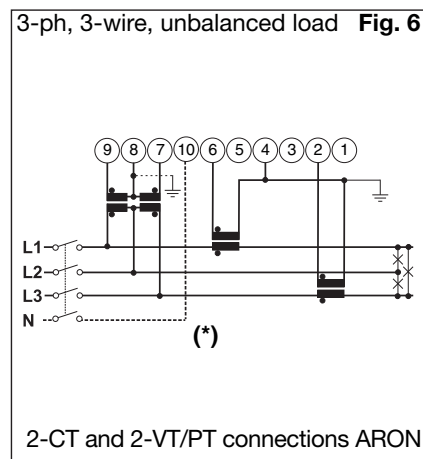 3-ph, 3-wire, unbalanced load Fig. 6
9 8 7 10 6 5 4 3 2 1
L1
L2
L3
N
(*)
2-CT and 2-VT/PT connections ARON